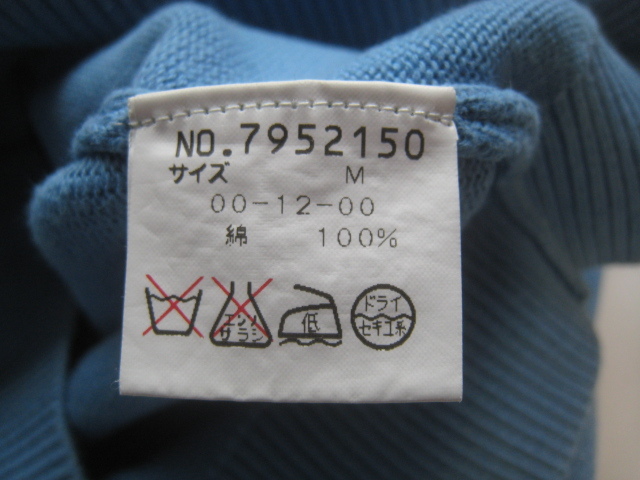 NO.7952150
サイズ M
00-12-00
綿 100%
エンソ
サラシ
低
ドライ
セキユ系